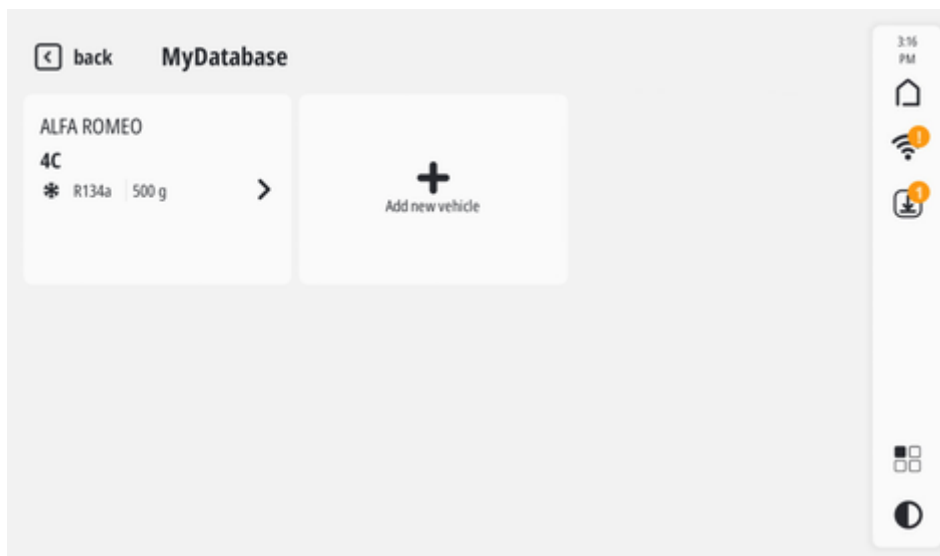 back MyDatabase
ALFA ROMEO
4C
R134a 500 g
Add new vehicle
3:16
PM
!
1